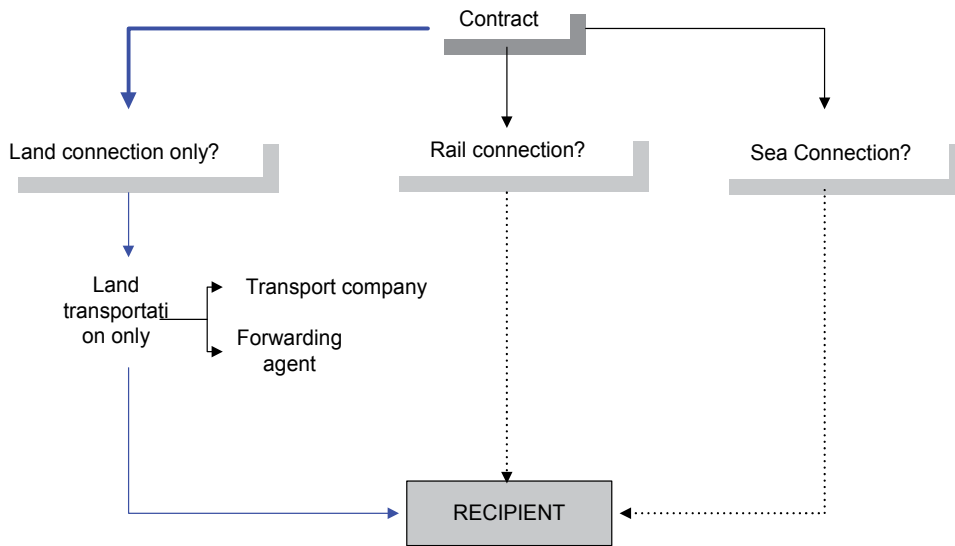 Contract
Land connection only?
Rail connection?
Sea Connection?
Land
transportati
on only
Transport company
Forwarding
agent
RECIPIENT